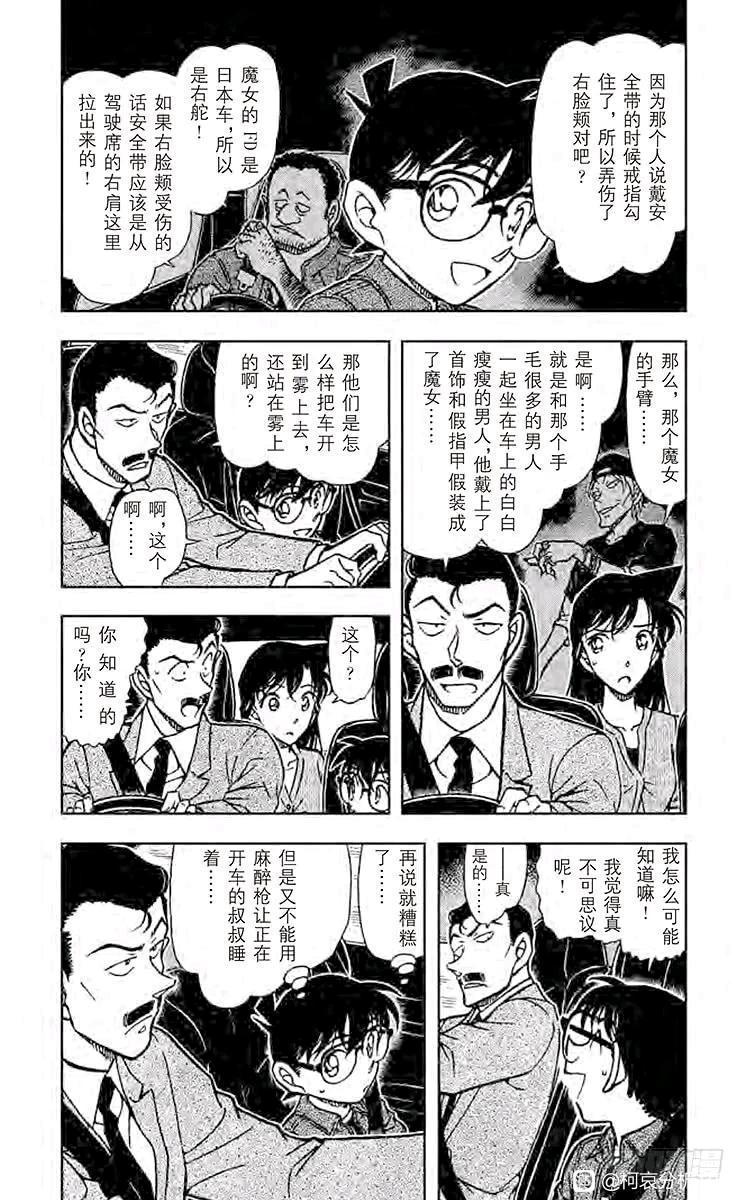 因为那个人说戴安
全带的时候戒指勾
住了，所以弄伤了
右脸颊对吧？
魔女的FD是
日本车，所以
是右舵！
如果右脸颊受伤的
话安全带应该是从
驾驶席的右肩这里
拉出来的！
那么，那个魔女
的手臂……
是啊……
就是和那个手
毛很多的男人
一起坐在车上的白白
瘦瘦的男人，他戴上了
首饰和假指甲假装成
了魔女……
那他们是怎
么样把车开
到雾上去，
还站在雾上
的啊？
啊，这个
啊……
这个？
你知道的
吗？你……
我怎么可能
知道嘛！
我觉得真
不可思议
呢！
——真
是的……
再说就糟糕
了……
但是又不能用
麻醉枪让正在
开车的叔叔睡
着……
@柯哀分析